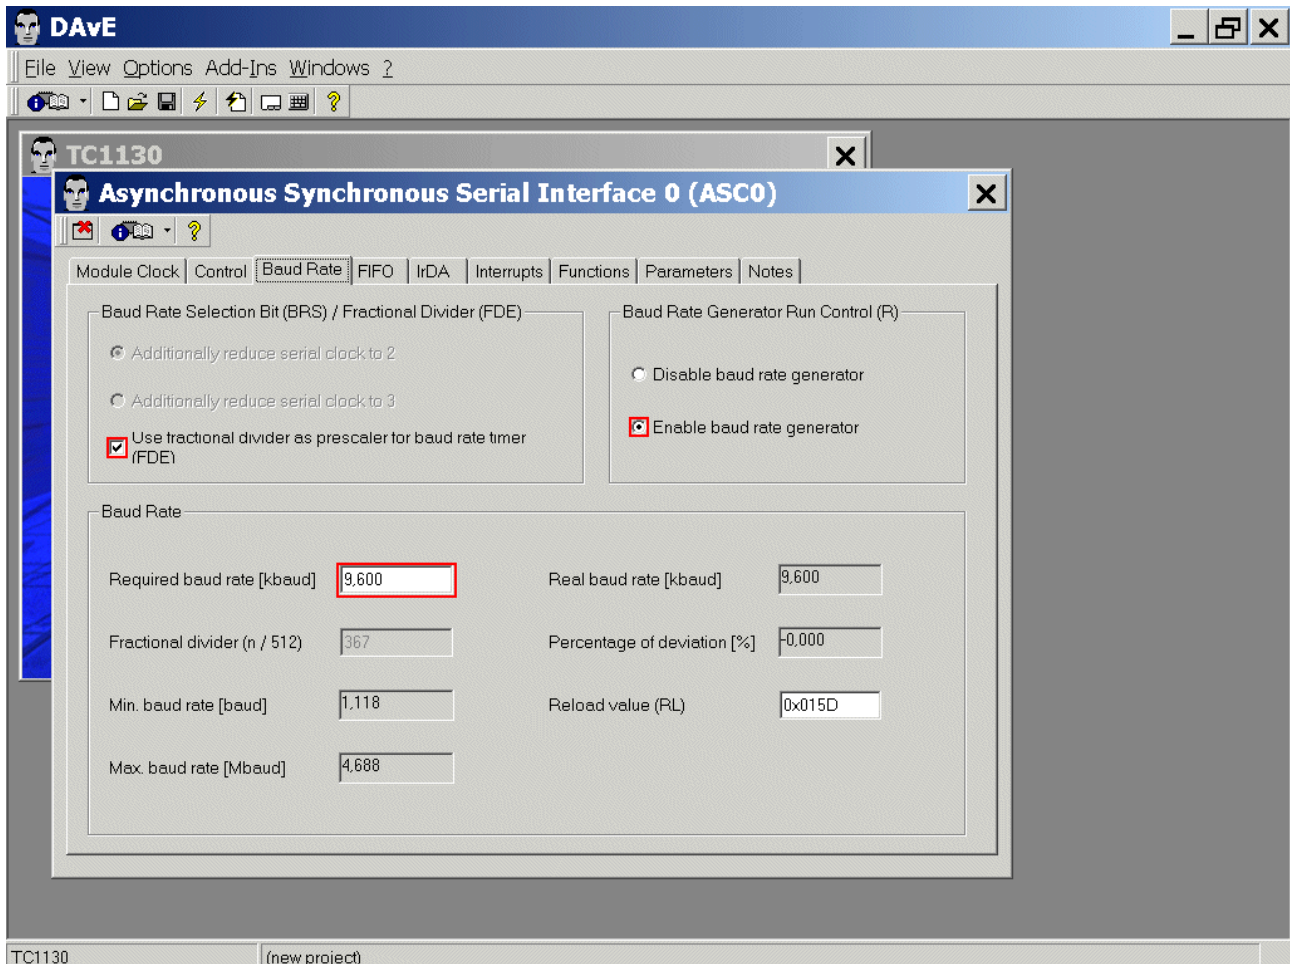 DAvE
File View Options Add-Ins Windows ?
TC1130
Asynchronous Synchronous Serial Interface 0 (ASC0)
Module Clock Control Baud Rate FIFO IrDA Interrupts Functions Parameters Notes
Baud Rate Selection Bit (BRS) / Fractional Divider (FDE)
Additionally reduce serial clock to 2
Additionally reduce serial clock to 3
Use fractional divider as prescaler for baud rate timer
(FDE)
Baud Rate Generator Run Control (R)
Disable baud rate generator
Enable baud rate generator
Baud Rate
Required baud rate [kbaud] 9,600
Real baud rate [kbaud] 9,600
Fractional divider (n / 512) 367
Percentage of deviation [%] -0,000
Min. baud rate [baud] 1,118
Reload value (RL) 0x015D
Max. baud rate [Mbaud] 4,688
TC1130 (new project)